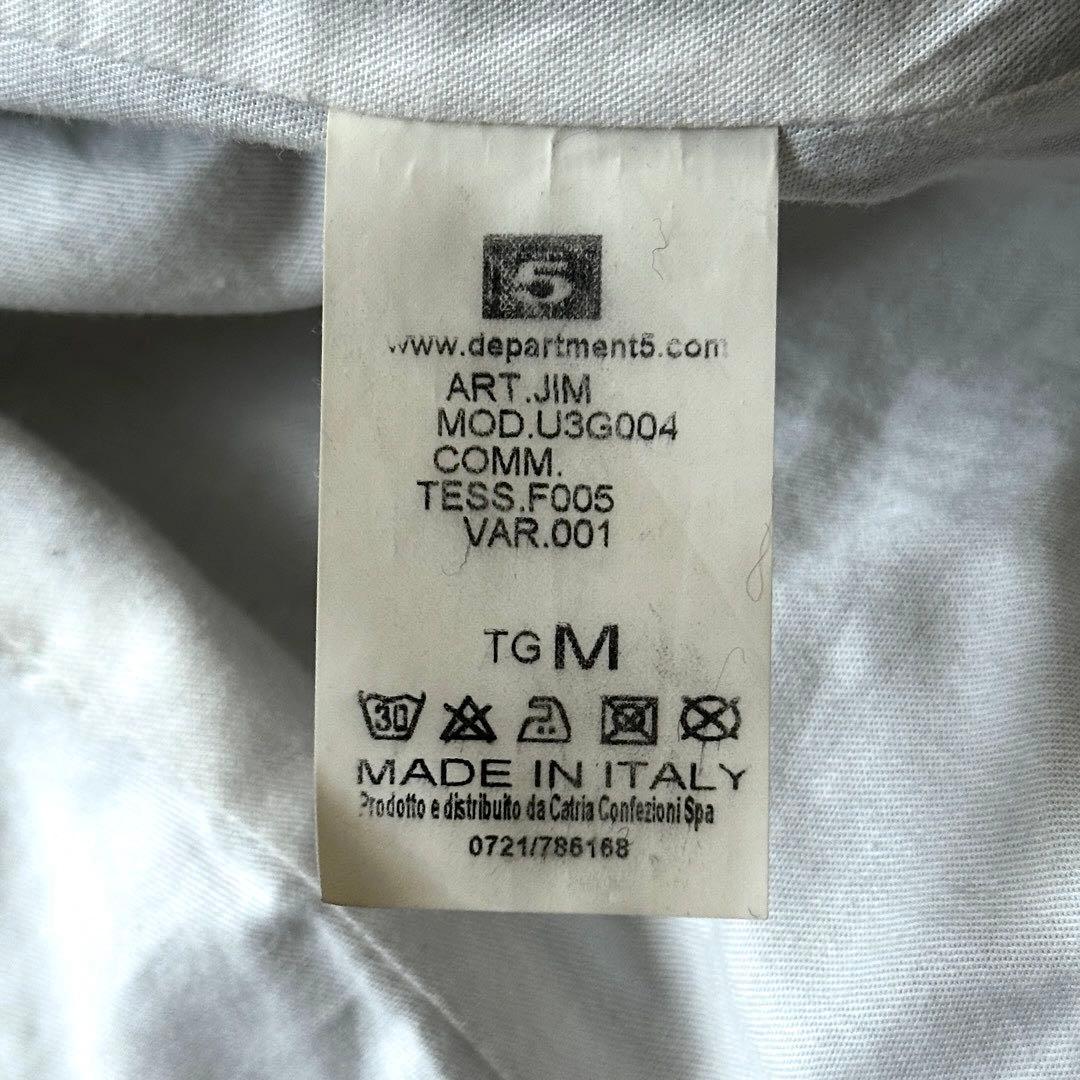 5
www.department5.com
ART.JIM
MOD.U3G004
COMM.
TESS.F005
VAR.001
TG M
30
MADE IN ITALY
Prodotto e distribuito da Catria Confezioni Spa
0721/786168